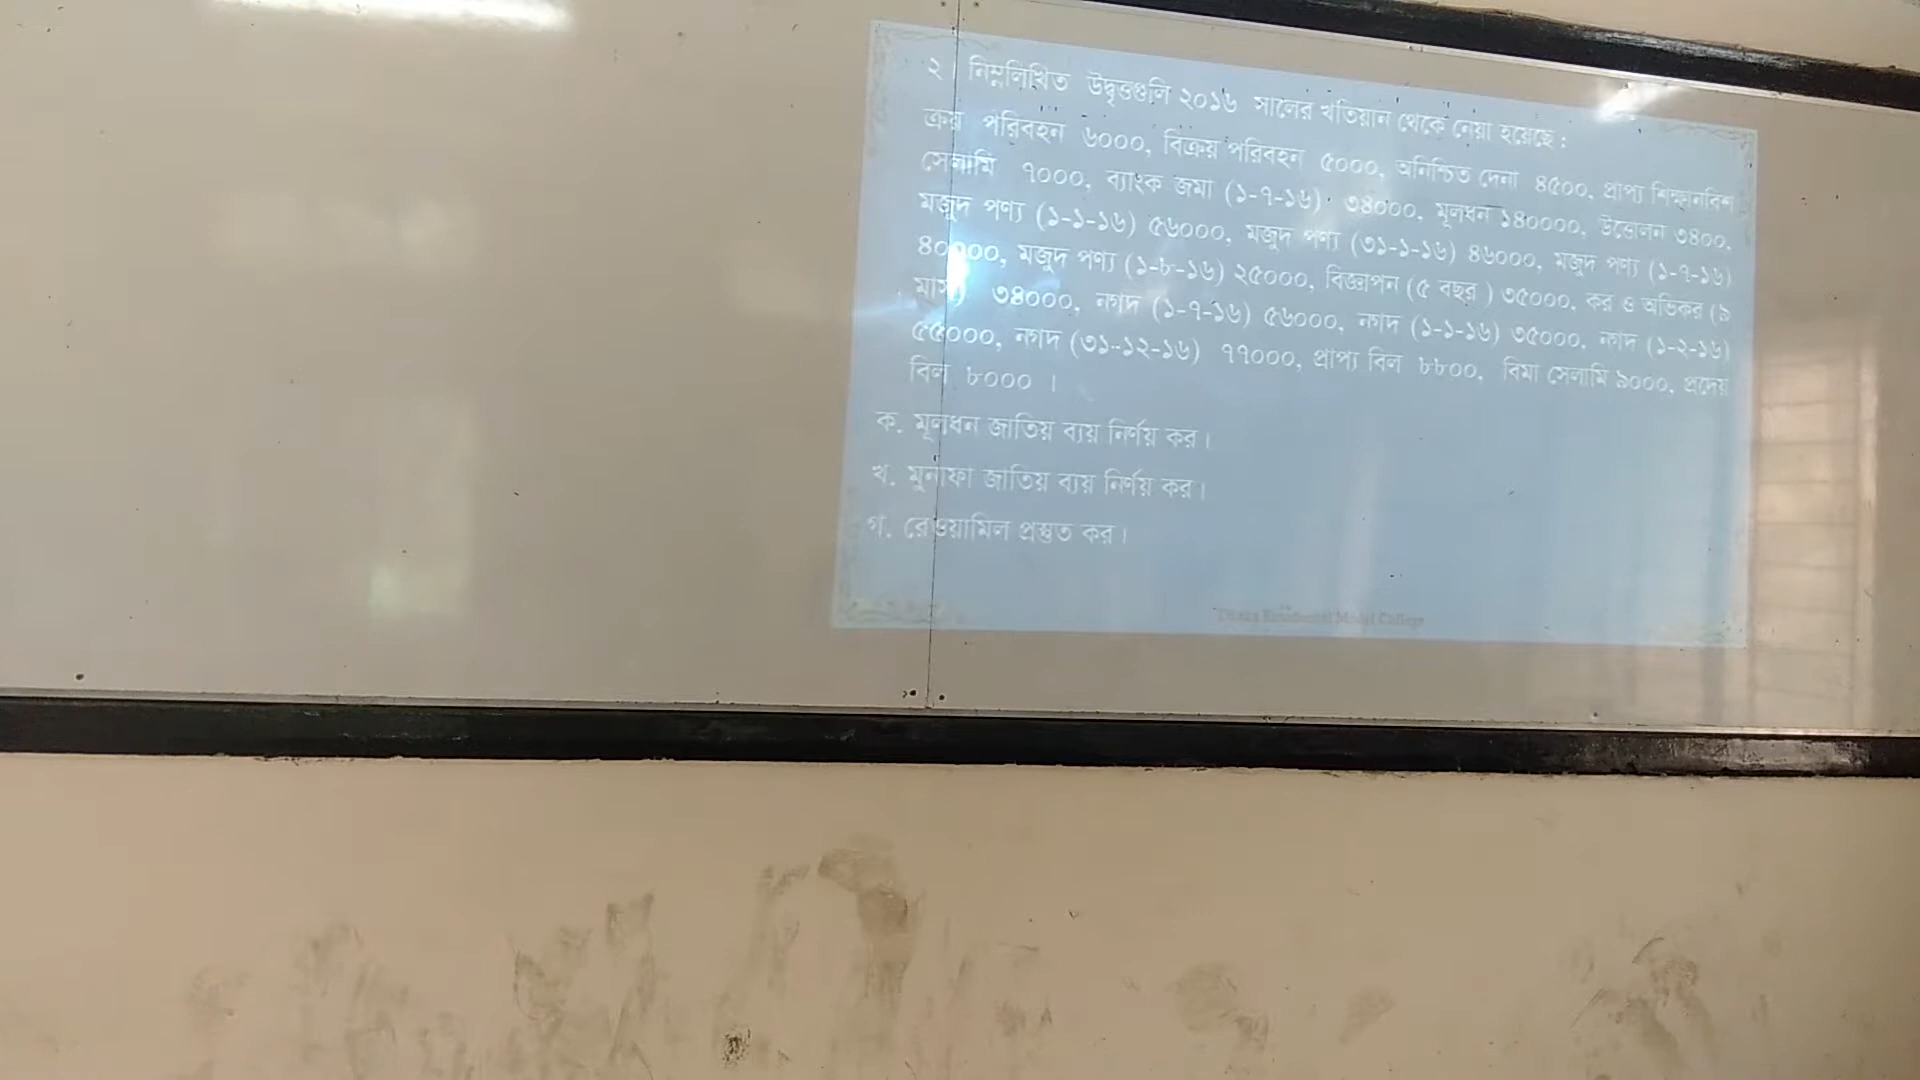 ২ নিম্নলিখিত উদ্বৃত্তগুলি ২০১৬ সালের খতিয়ান থেকে নেয়া হয়েছে :
ক্রয় পরিবহন ৬০০০, বিক্রয় পরিবহন ৫০০০, অনিশ্চিত দেনা ৪৫০০, প্রাপ্য শিক্ষানবিশ
সেলামি ৭০০০, ব্যাংক জমা (১-৭-১৬) ৩৪০০০, মূলধন ১৪০০০০, উত্তোলন ৩৪০০,
মজুদ পণ্য (১-১-১৬) ৫৬০০০, মজুদ পণ্য (৩১-১-১৬) ৪৬০০০, মজুদ পণ্য (১-৭-১৬)
৪০০০০, মজুদ পণ্য (১-৮-১৬) ২৫০০০, বিজ্ঞাপন (৫ বছর ) ৩৫০০০, কর ও অভিকর (৯
মাস) ৩৪০০০, নগদ (১-৭-১৬) ৫৬০০০, নগদ (১-১-১৬) ৩৫০০০, নগদ (১-২-১৬)
৫৫০০০, নগদ (৩১-১২-১৬) ৭৭০০০, প্রাপ্য বিল ৮৮০০, বিমা সেলামি ৯০০০, প্রদেয়
বিল ৮০০০ ।
ক. মূলধন জাতিয় ব্যয় নির্ণয় কর।
খ. মুনাফা জাতিয় ব্যয় নির্ণয় কর।
গ. রেওয়ামিল প্রস্তুত কর।
Dhaka Residential Model College